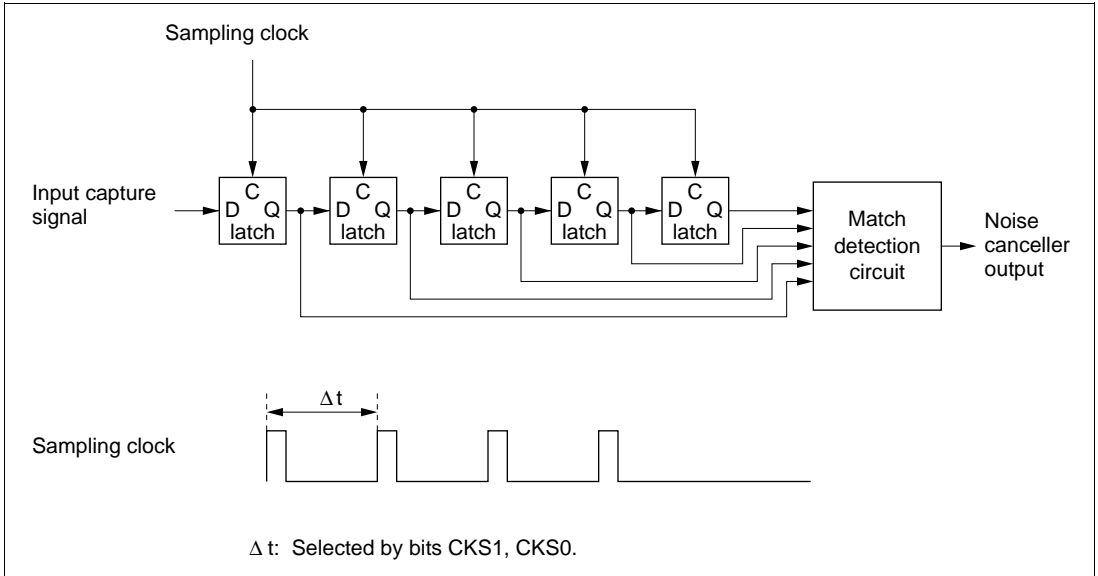 Sampling clock
Input capture
signal
C
D Q
latch
C
D Q
latch
C
D Q
latch
C
D Q
latch
C
D Q
latch
Match
detection
circuit
Noise
canceller
output
Δ t
Sampling clock
Δ t: Selected by bits CKS1, CKS0.